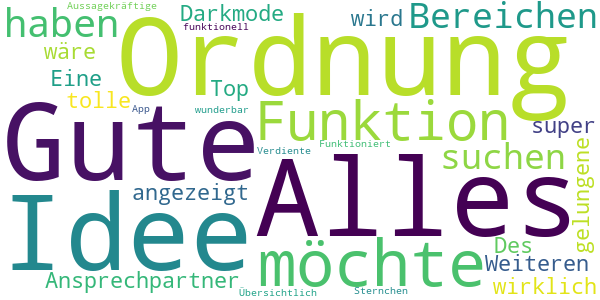 Aussagekräftige
haben
Darkmode
wird
Bereichen
funktionell
Ordnung
wäre
Eine
Top
tolle
App
wunderbar
Gute
Funktion
super
Verdiente
Funktioniert
suchen
gelungene
Idee
angezeigt
Alles
möchte
Des
Weiteren
Ansprechpartner
wirklich
Übersichtlich
Sternchen